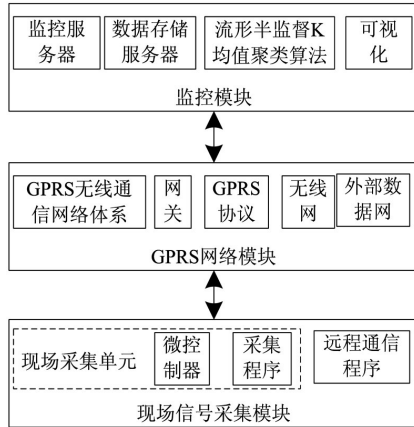 监控服
务器
数据存储
服务器
流形半监督K
均值聚类算法
可视
化
监控模块
GPRS无线通
信网络体系
网
关
GPRS
协议
无线
网
外部数
据网
GPRS网络模块
现场采集单元
微控
制器
采集
程序
远程通信
程序
现场信号采集模块